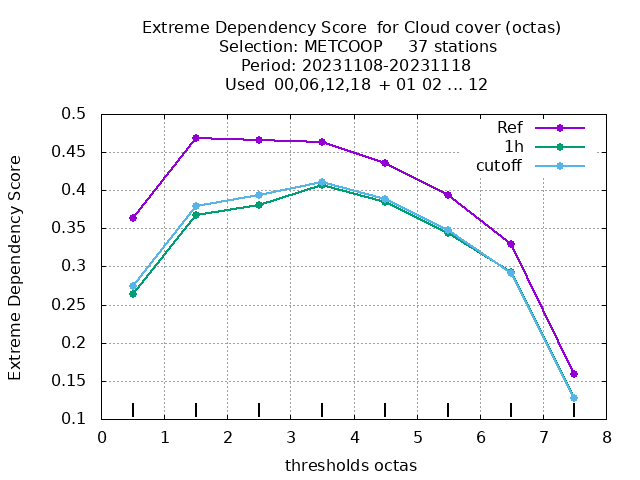 Extreme Dependency Score  for Cloud cover (octas)
Selection: METCOOP     37 stations
Period: 20231108-20231118
Used  00,06,12,18 + 01 02 ... 12
Ref
1h
cutoff
0.5
0.45
0.4
0.35
0.3
0.25
0.2
0.15
0.1
Extreme Dependency Score
0 1 2 3 4 5 6 7 8
thresholds octas